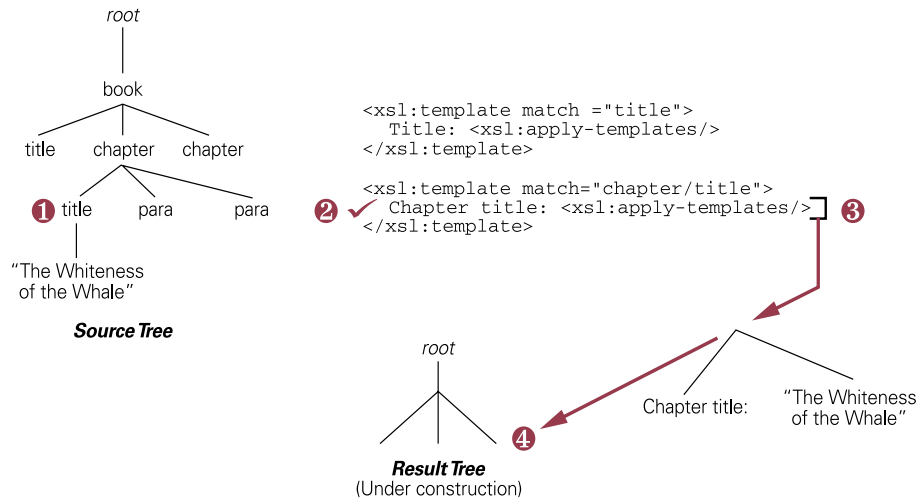 root
book
title chapter chapter
1 title para para
"The Whiteness
of the Whale"
Source Tree
<xsl:template match ="title">
Title: <xsl:apply-templates/>
</xsl:template>
<xsl:template match="chapter/title">
2 ✓ Chapter title: <xsl:apply-templates/> 3
</xsl:template>
Chapter title:
"The Whiteness
of the Whale"
root
4
Result Tree
(Under construction)